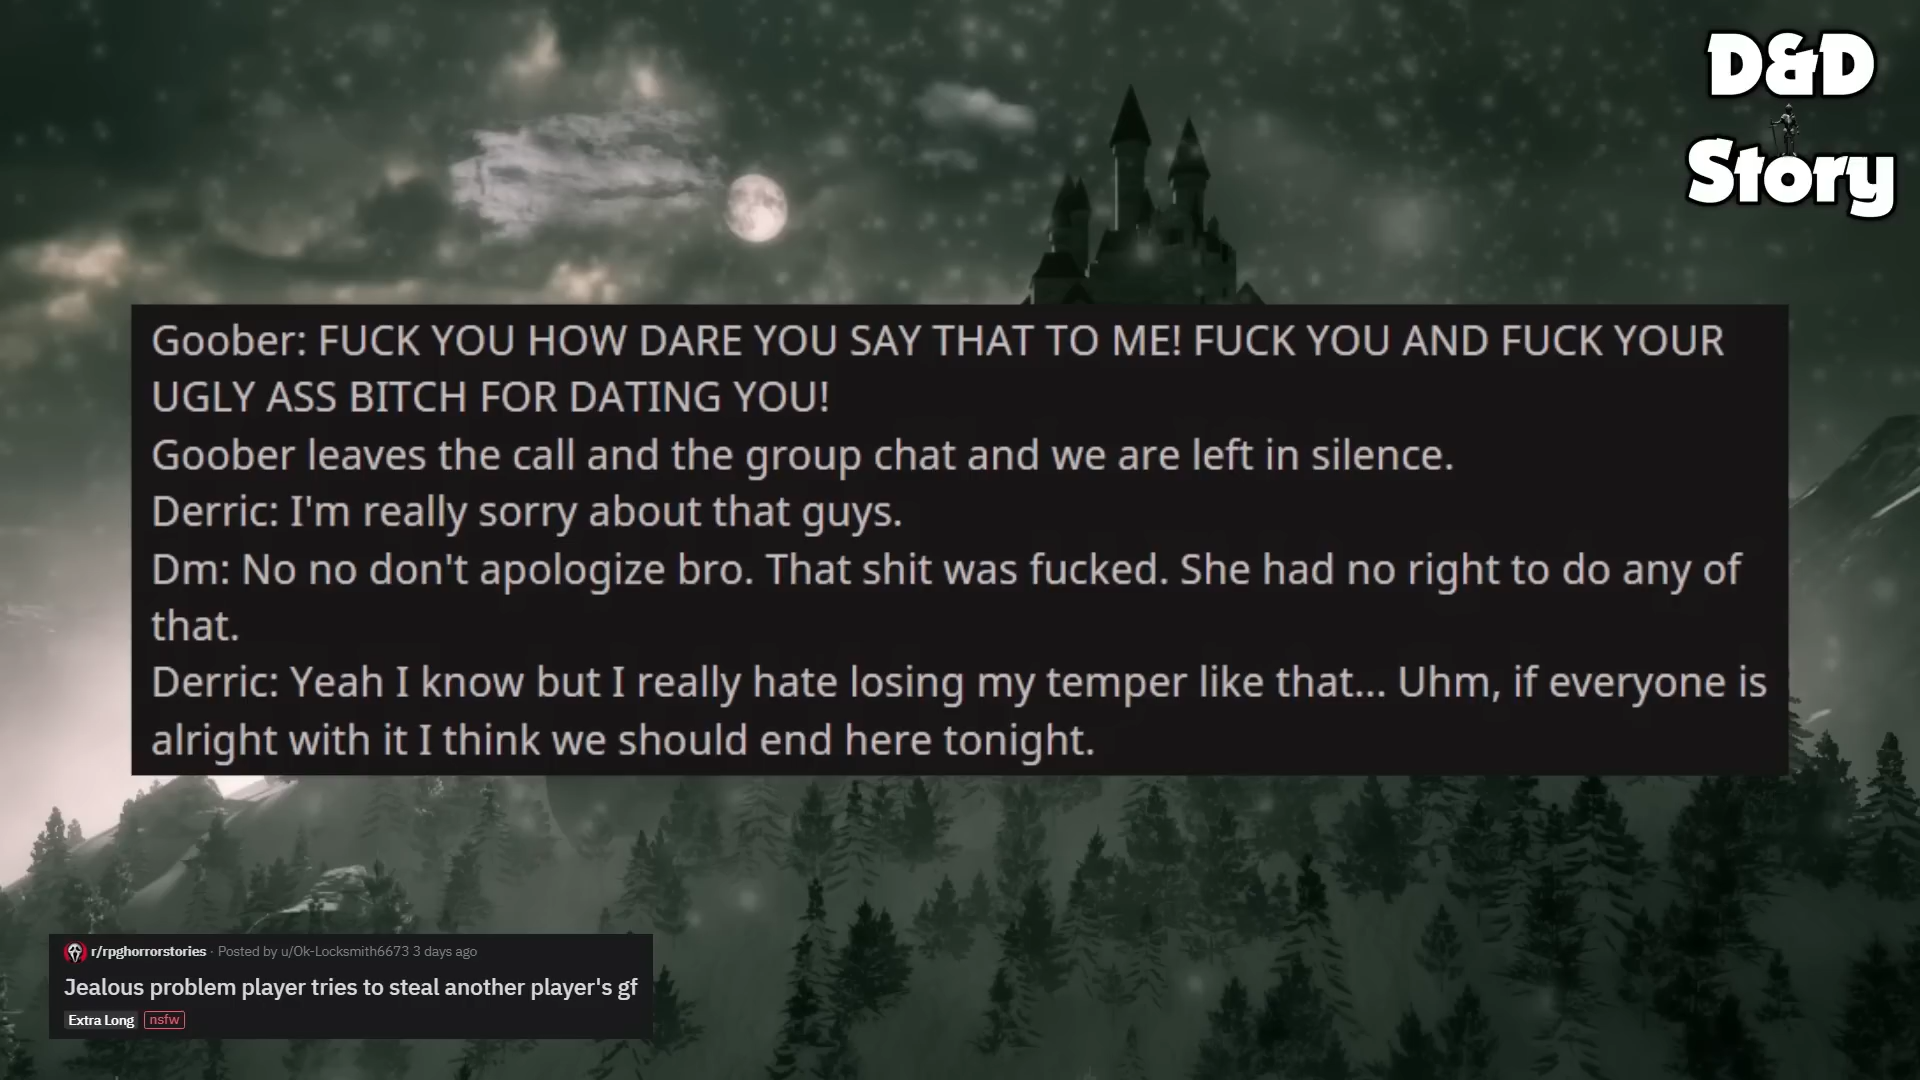 D&D
Story
Goober: FUCK YOU HOW DARE YOU SAY THAT TO ME! FUCK YOU AND FUCK YOUR
UGLY ASS BITCH FOR DATING YOU!
Goober leaves the call and the group chat and we are left in silence.
Derric: I'm really sorry about that guys.
Dm: No no don't apologize bro. That shit was fucked. She had no right to do any of
that.
Derric: Yeah I know but I really hate losing my temper like that... Uhm, if everyone is
alright with it I think we should end here tonight.
r/rpghorrorstories · Posted by u/Ok-Locksmith6673 3 days ago
Jealous problem player tries to steal another player's gf
Extra Long nsfw